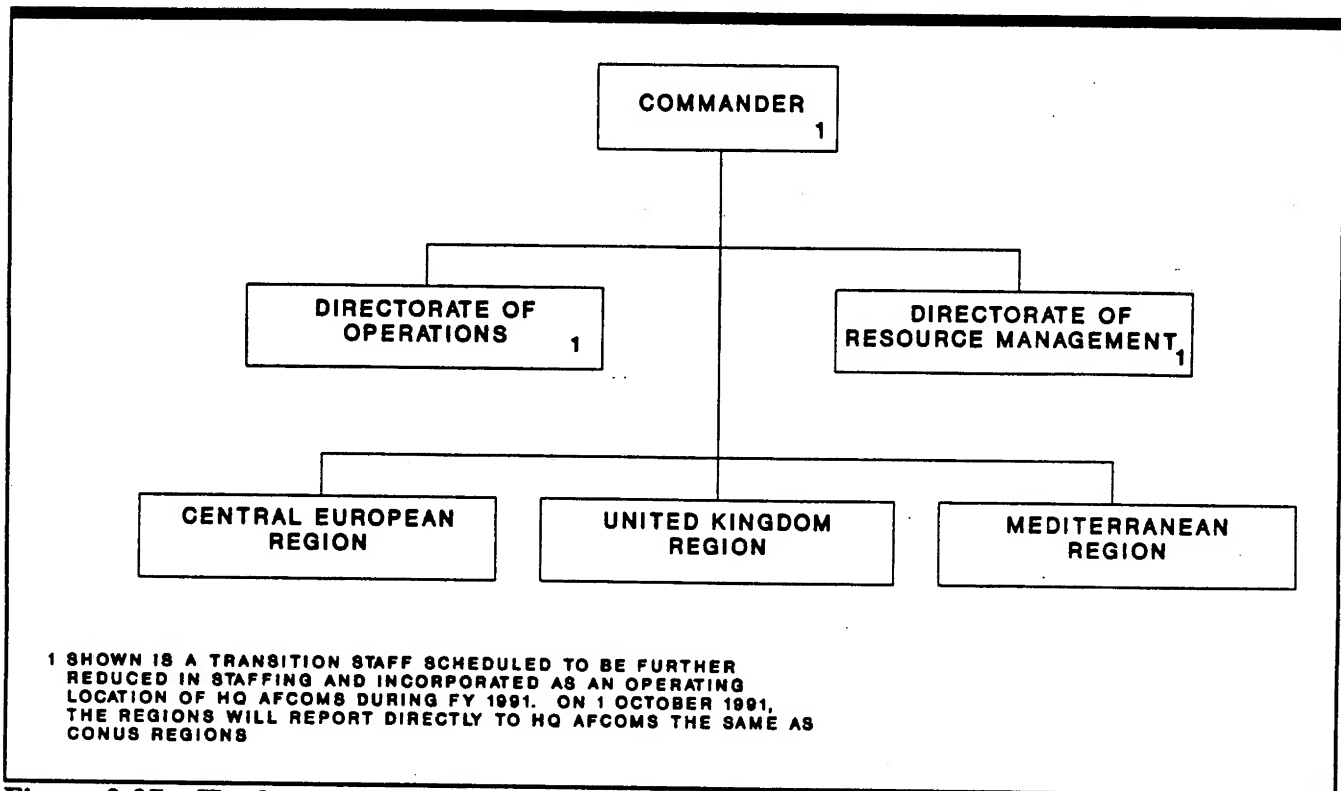 COMMANDER
1
DIRECTORATE OF
OPERATIONS 1
DIRECTORATE OF
RESOURCE MANAGEMENT 1
CENTRAL EUROPEAN
REGION
UNITED KINGDOM
REGION
MEDITERRANEAN
REGION
1 SHOWN IS A TRANSITION STAFF SCHEDULED TO BE FURTHER
REDUCED IN STAFFING AND INCORPORATED AS AN OPERATING
LOCATION OF HQ AFCOMS DURING FY 1991. ON 1 OCTOBER 1991,
THE REGIONS WILL REPORT DIRECTLY TO HQ AFCOMS THE SAME AS
CONUS REGIONS